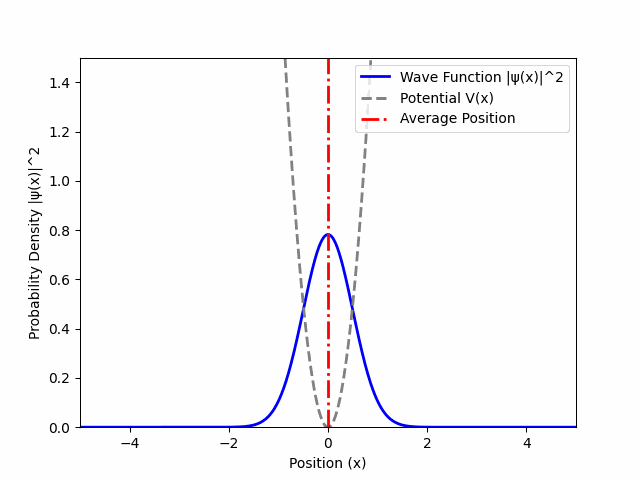 Wave Function |ψ(x)|^2
Potential V(x)
Average Position
Probability Density |ψ(x)|^2
1.4
1.2
1.0
0.8
0.6
0.4
0.2
0.0
−4 −2 0 2 4
Position (x)